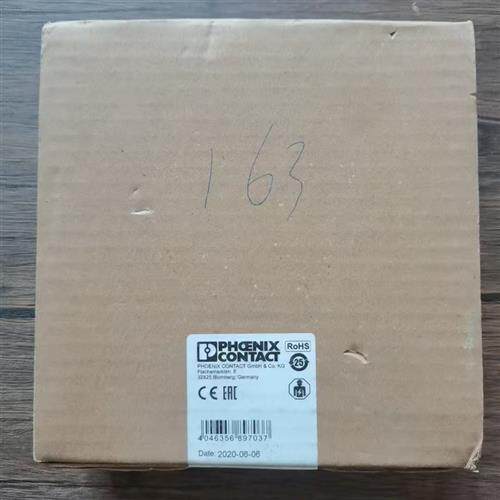 163
PHŒNIX
CONTACT
RoHS
PHOENIX CONTACT GmbH & Co. KG
Flachsmarktstr. 8
32825 Blomberg, Germany
25
CE EAC
4046356897037
Date: 2020-06-06